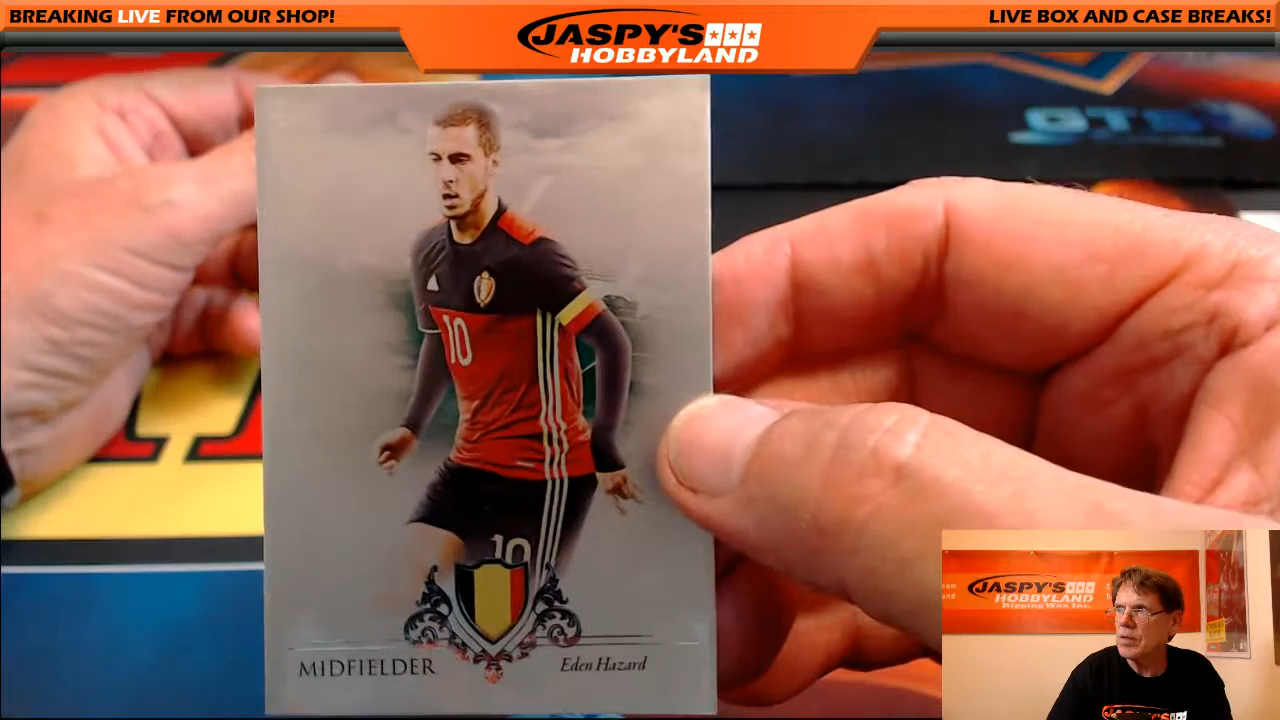 BREAKING LIVE FROM OUR SHOP!
JASPY'S
HOBBYLAND
LIVE BOX AND CASE BREAKS!
10
10
MIDFIELDER
Eden Hazard
JASPY'S
HOBBYLAND
Ripping Wax Inc.
JASPY'S